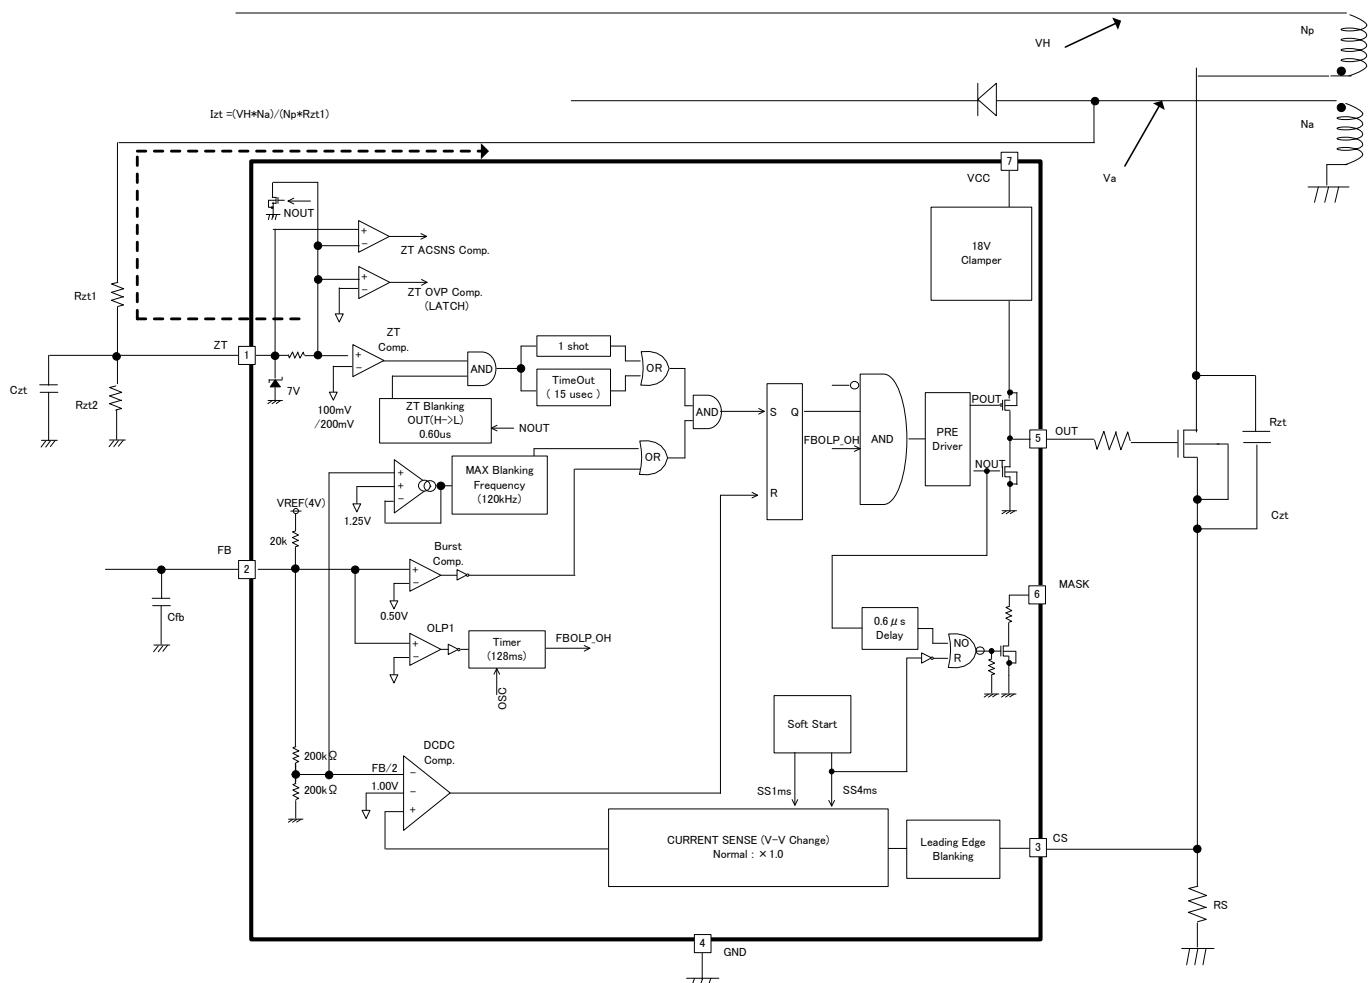 VH
Np
Izt =(VH*Na)/(Np*Rzt1)
Na
Va
7
VCC
NOUT
18V
Clamper
ZT ACSNS Comp.
ZT OVP Comp.
(LATCH)
Rzt1
ZT
1
ZT
Comp.
1 shot
TimeOut
( 15 usec )
AND
OR
7V
100mV
/200mV
Czt
Rzt2
ZT Blanking
OUT(H->L)
0.60us
NOUT
AND
S Q
R
FBOLP_OH
AND
PRE
Driver
POUT
NOUT
5
OUT
Rzt
Czt
OR
MAX Blanking
Frequency
(120kHz)
1.25V
VREF(4V)
20k
FB
2
Cfb
Burst
Comp.
0.50V
OLP1
Timer
(128ms)
FBOLP_OH
OSC
MASK
6
0.6μs
Delay
NO
R
Soft Start
SS1ms
SS4ms
200kΩ
200kΩ
FB/2
1.00V
DCDC
Comp.
CURRENT SENSE (V-V Change)
Normal : ×1.0
Leading Edge
Blanking
CS
3
RS
4
GND